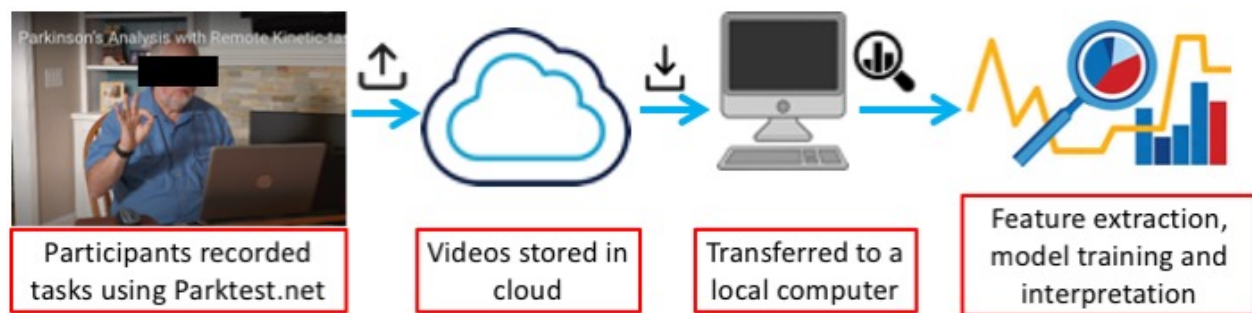 Parkinson's Analysis with Remote Kinetic-tas
Participants recorded
tasks using Parktest.net
Videos stored in
cloud
Transferred to a
local computer
Feature extraction,
model training and
interpretation